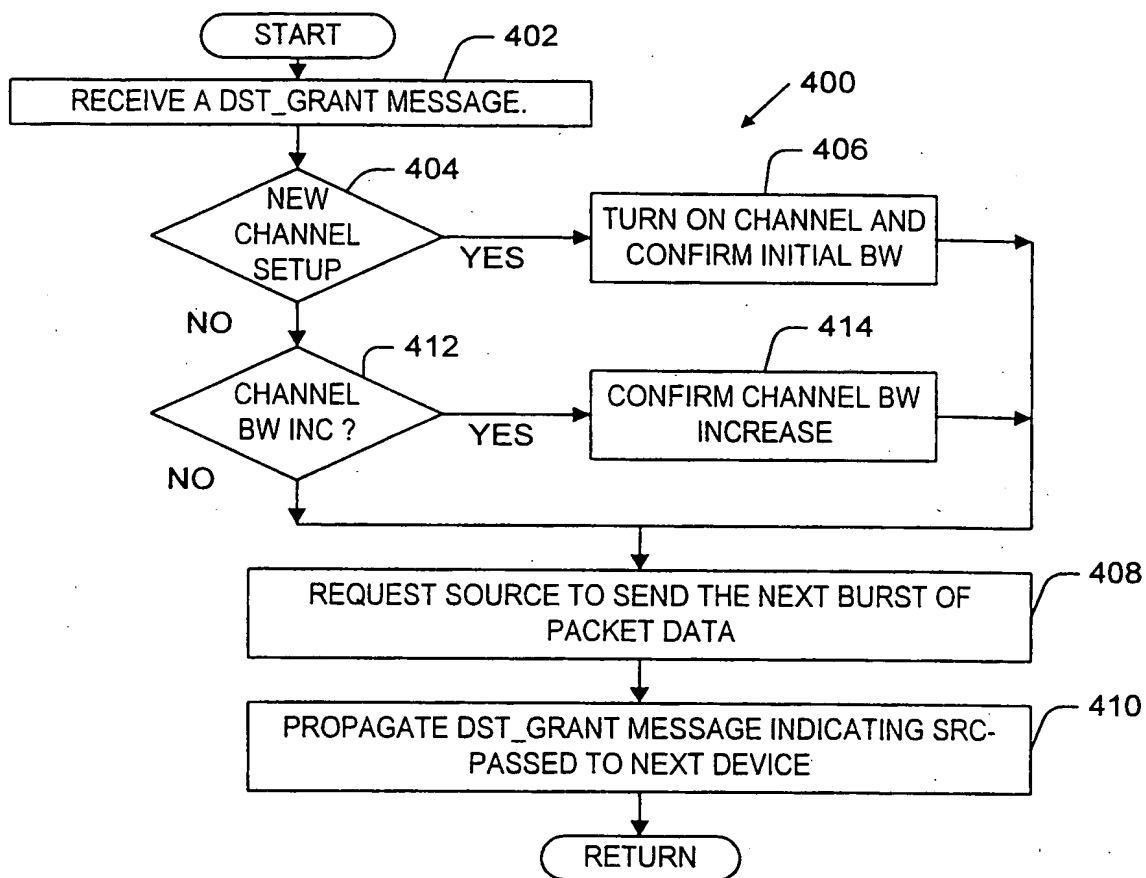 START
402
RECEIVE A DST_GRANT MESSAGE.
400
404
406
NEW
CHANNEL
SETUP
YES
TURN ON CHANNEL AND
CONFIRM INITIAL BW
NO
412
414
CHANNEL
BW INC ?
YES
CONFIRM CHANNEL BW
INCREASE
NO
408
REQUEST SOURCE TO SEND THE NEXT BURST OF
PACKET DATA
410
PROPAGATE DST_GRANT MESSAGE INDICATING SRC-
PASSED TO NEXT DEVICE
RETURN